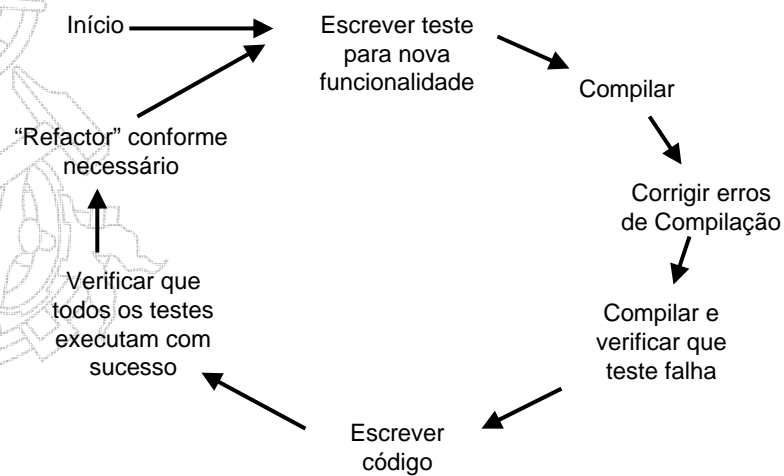 Início
Escrever teste
para nova
funcionalidade
Compilar
Corrigir erros
de Compilação
Compilar e
verificar que
teste falha
Escrever
código
Verificar que
todos os testes
executam com
sucesso
“Refactor” conforme
necessário